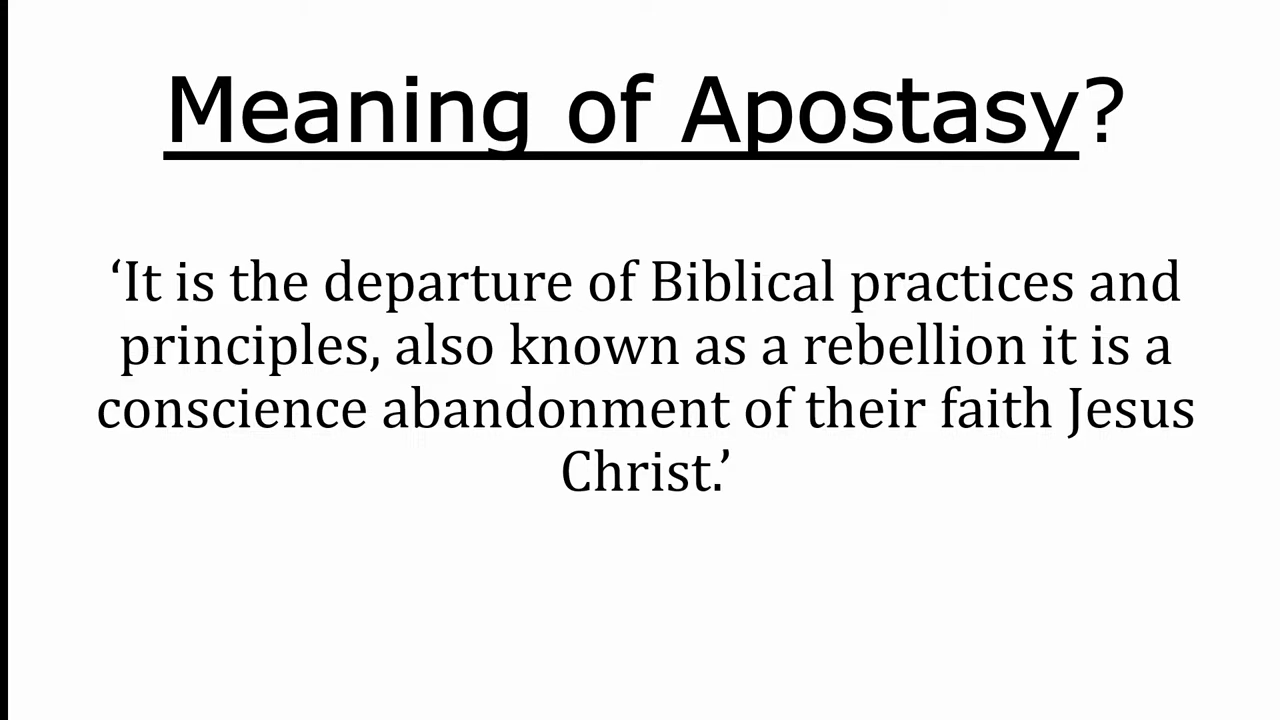 Meaning of Apostasy?
‘It is the departure of Biblical practices and
principles, also known as a rebellion it is a
conscience abandonment of their faith Jesus
Christ.’